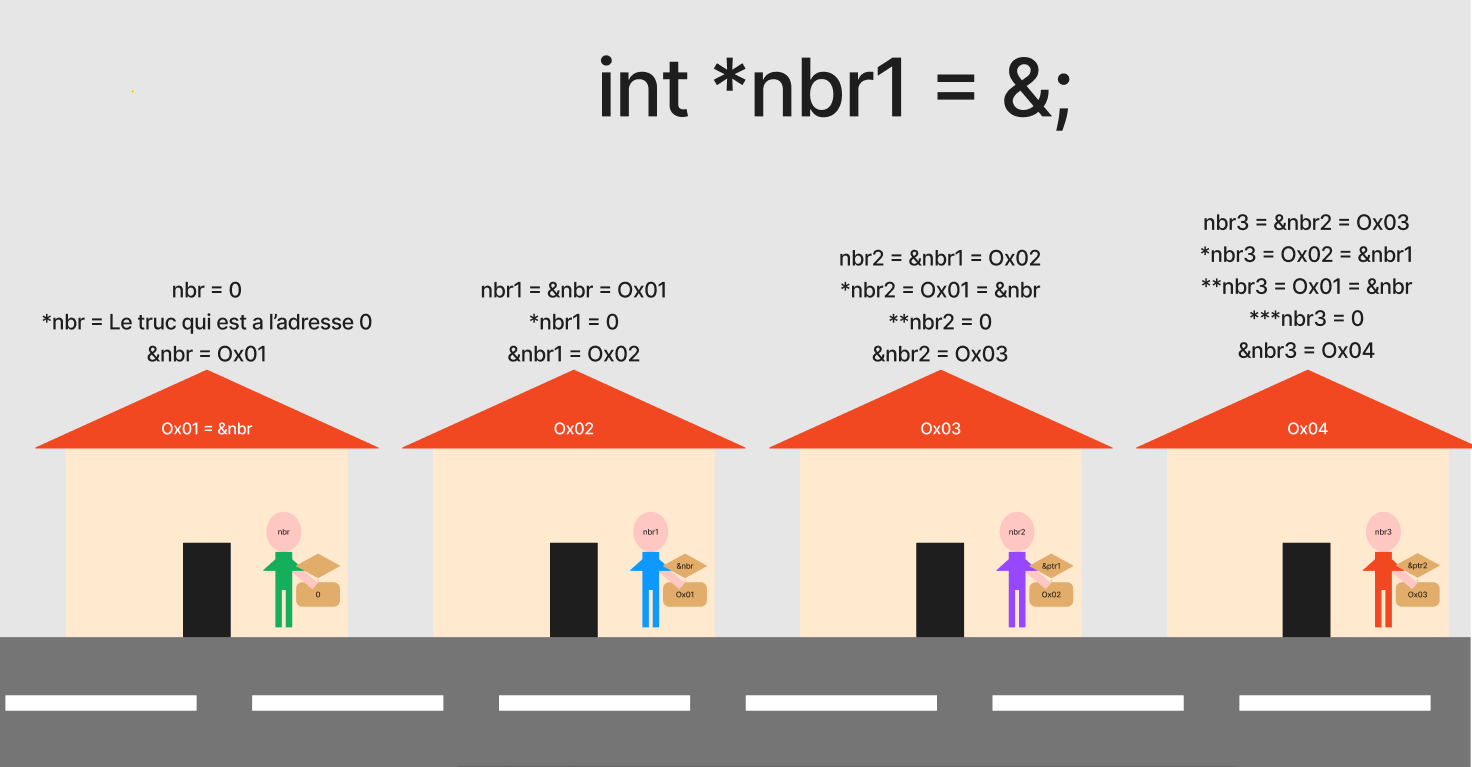 int *nbr1 = &;
nbr = 0
*nbr = Le truc qui est a l’adresse 0
&nbr = Ox01
nbr1 = &nbr = Ox01
*nbr1 = 0
&nbr1 = Ox02
nbr2 = &nbr1 = Ox02
*nbr2 = Ox01 = &nbr
**nbr2 = 0
&nbr2 = Ox03
nbr3 = &nbr2 = Ox03
*nbr3 = Ox02 = &nbr1
**nbr3 = Ox01 = &nbr
***nbr3 = 0
&nbr3 = Ox04
Ox01 = &nbr
Ox02
Ox03
Ox04
nbr
0
nbr1
&nbr
Ox01
nbr2
&ptr1
Ox02
nbr3
&ptr2
Ox03